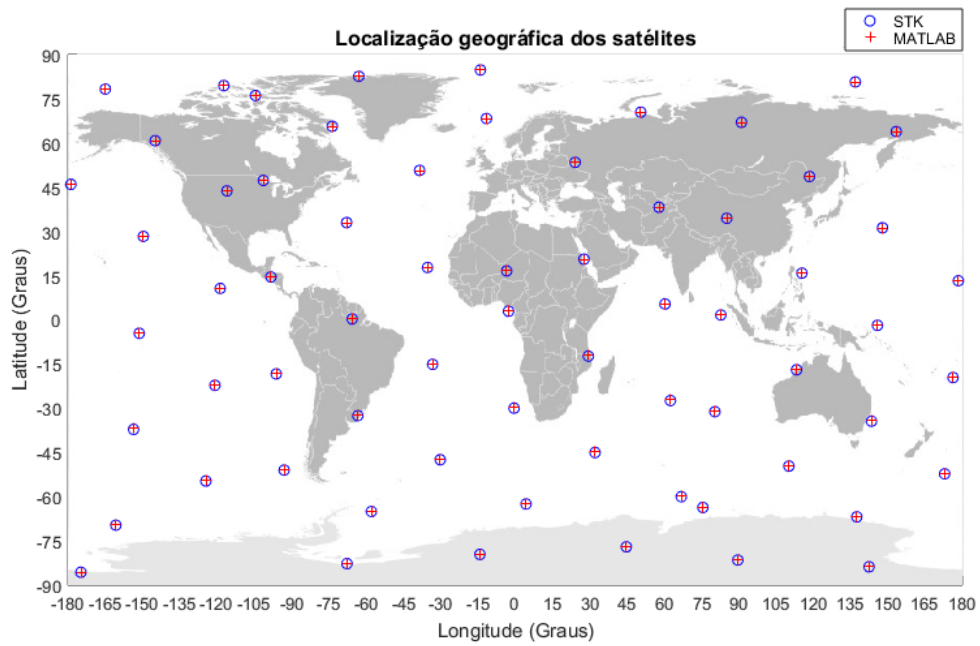 STK
MATLAB
Localização geográfica dos satélites
90
75
60
45
30
15
0
-15
-30
-45
-60
-75
-90
Latitude (Graus)
-180 -165 -150 -135 -120 -105 -90 -75 -60 -45 -30 -15 0 15 30 45 60 75 90 105 120 135 150 165 180
Longitude (Graus)